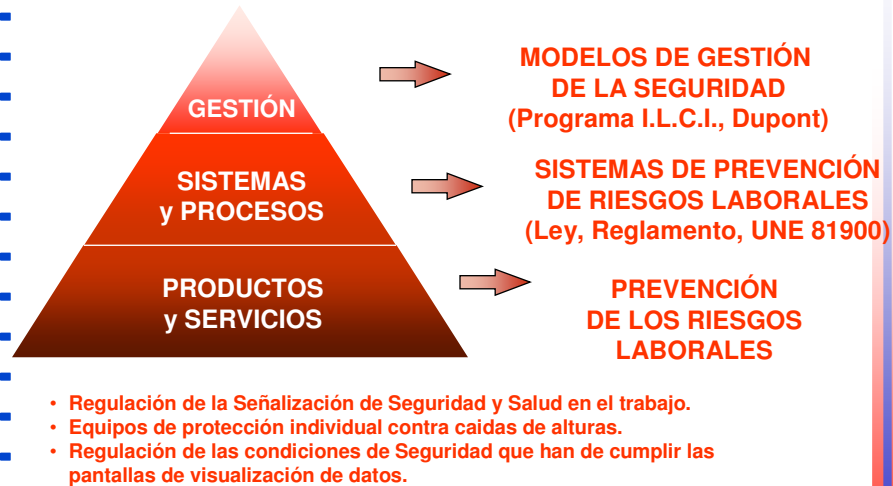 GESTIÓN
MODELOS DE GESTIÓN
DE LA SEGURIDAD
(Programa I.L.C.I., Dupont)
SISTEMAS
y PROCESOS
SISTEMAS DE PREVENCIÓN
DE RIESGOS LABORALES
(Ley, Reglamento, UNE 81900)
PRODUCTOS
y SERVICIOS
PREVENCIÓN
DE LOS RIESGOS
LABORALES
• Regulación de la Señalización de Seguridad y Salud en el trabajo.
• Equipos de protección individual contra caidas de alturas.
• Regulación de las condiciones de Seguridad que han de cumplir las
pantallas de visualización de datos.